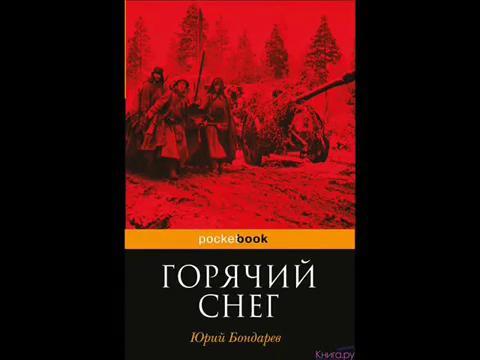 pocketbook
ГОРЯЧИЙ
СНЕГ
Юрий Бондарев
Книга.ру